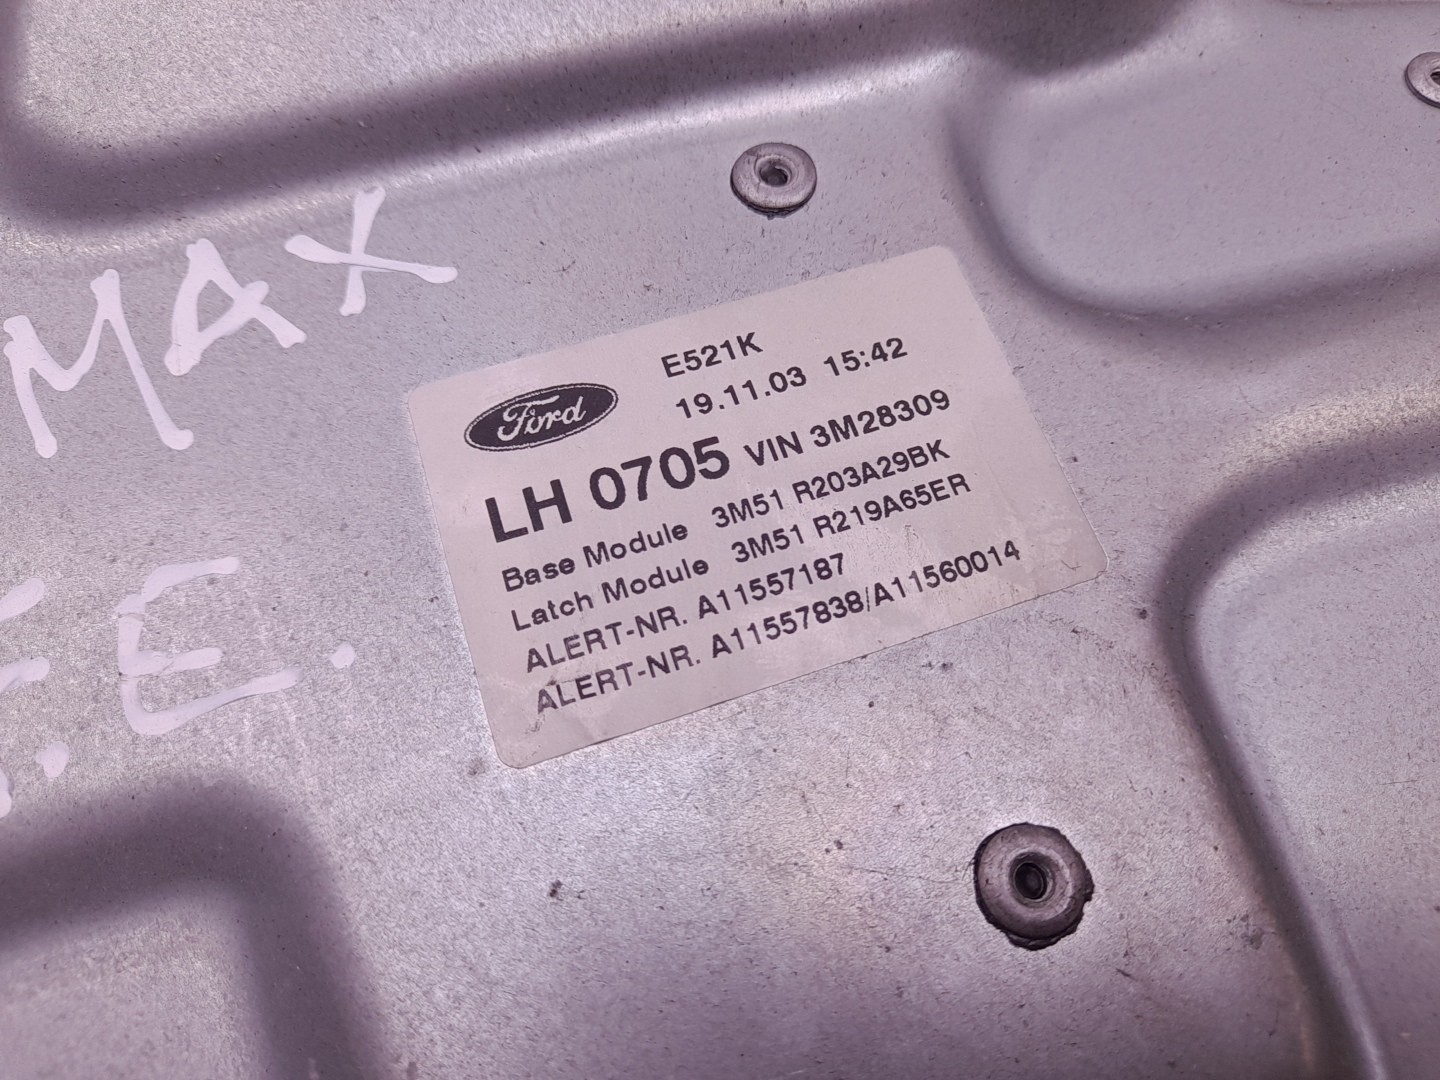 MAX
E.
Ford
E521K
19.11.03 15:42
LH 0705 VIN 3M28309
Base Module 3M51 R203A29BK
Latch Module 3M51 R219A65ER
ALERT-NR. A11557187
ALERT-NR. A11557838/A11560014